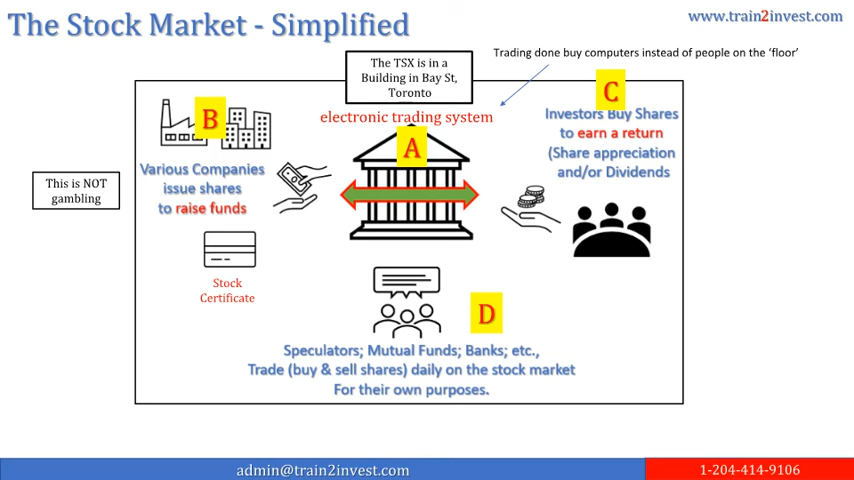 The Stock Market - Simplified
www.train2invest.com
Trading done buy computers instead of people on the ‘floor’
The TSX is in a
Building in Bay St,
Toronto
electronic trading system
A
B
C
Various Companies
issue shares
to raise funds
Investors Buy Shares
to earn a return
(Share appreciation
and/or Dividends
This is NOT
gambling
Stock
Certificate
D
Speculators; Mutual Funds; Banks; etc.,
Trade (buy & sell shares) daily on the stock market
For their own purposes.
admin@train2invest.com
1-204-414-9106